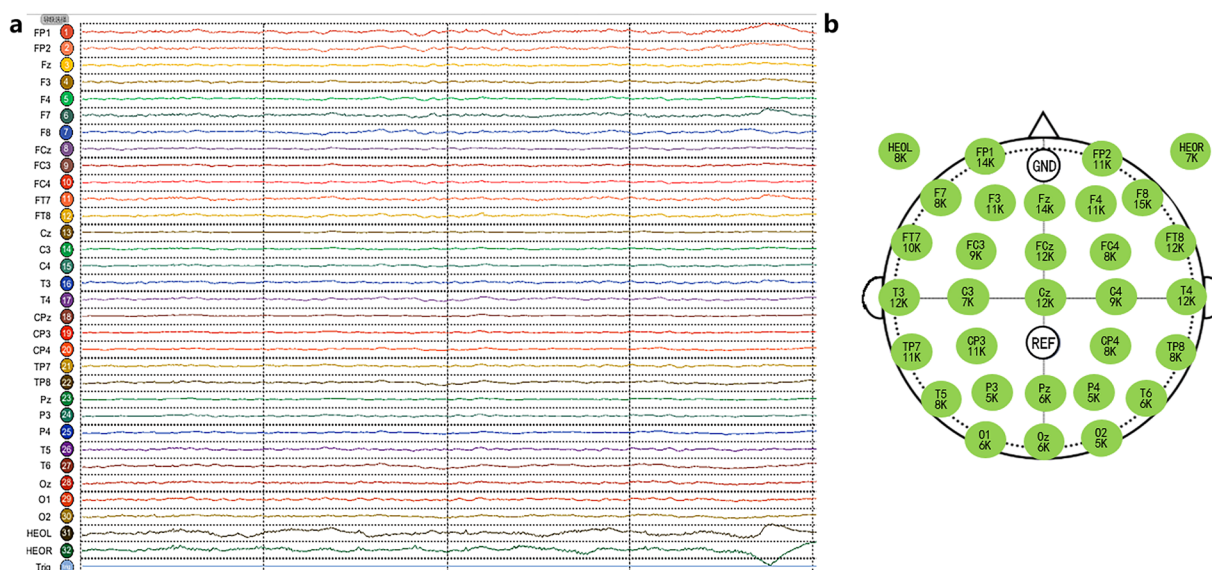 a
b
FP1 1
FP2 2
Fz 3
F3 4
F4 5
F7 6
F8 7
FCz 8
FC3 9
FC4 10
FT7 11
FT8 12
Cz 13
C3 14
C4 15
T3 16
T4 17
CPz 18
CP3 19
CP4 20
TP7 21
TP8 22
Pz 23
P3 24
P4 25
T5 26
T6 27
Oz 28
O1 29
O2 30
HEOL 31
HEOR 32
Trig
HEOL
8K
FP1
14K
GND
FP2
11K
HEOR
7K
F7
8K
F3
11K
Fz
14K
F4
11K
F8
15K
FT7
10K
FC3
9K
FCz
12K
FC4
8K
FT8
12K
T3
12K
C3
7K
Cz
12K
C4
9K
T4
12K
TP7
11K
CP3
11K
REF
CP4
8K
TP8
8K
T5
8K
P3
5K
Pz
6K
P4
5K
T6
6K
O1
6K
Oz
6K
O2
5K